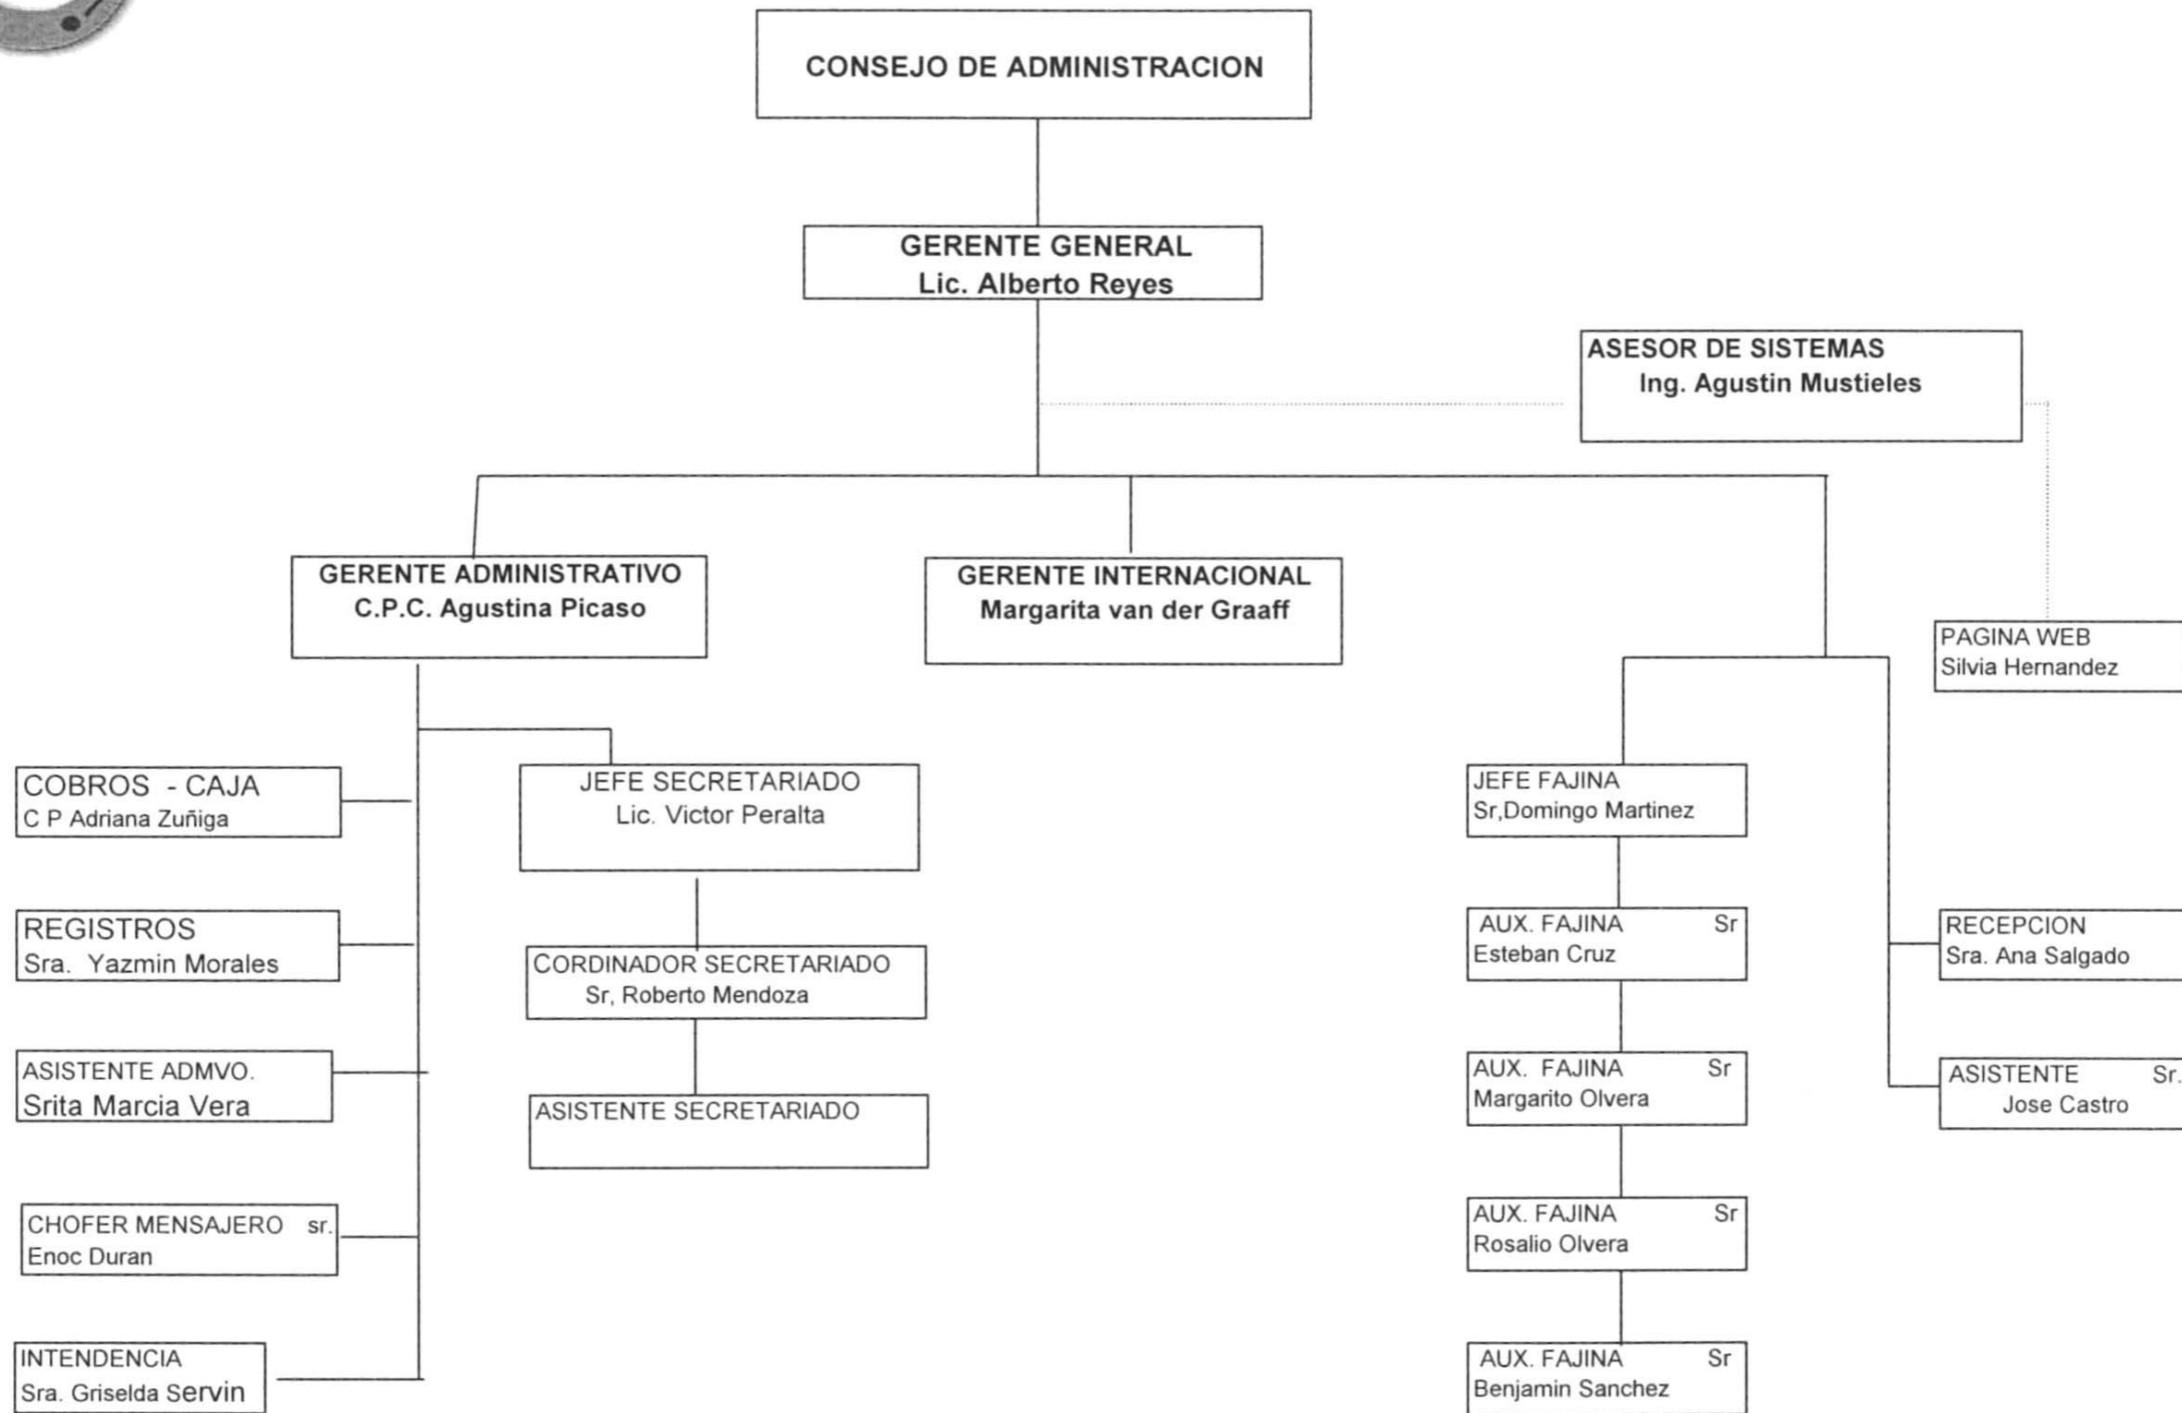 CONSEJO DE ADMINISTRACION
GERENTE GENERAL
Lic. Alberto Reyes
ASESOR DE SISTEMAS
Ing. Agustin Mustieles
GERENTE ADMINISTRATIVO
C.P.C. Agustina Picaso
GERENTE INTERNACIONAL
Margarita van der Graaff
PAGINA WEB
Silvia Hernandez
COBROS - CAJA
C P Adriana Zuñiga
JEFE SECRETARIADO
Lic. Victor Peralta
JEFE FAJINA
Sr,Domingo Martinez
REGISTROS
Sra. Yazmin Morales
CORDINADOR SECRETARIADO
Sr, Roberto Mendoza
AUX. FAJINA Sr
Esteban Cruz
RECEPCION
Sra. Ana Salgado
ASISTENTE ADMVO.
Srita Marcia Vera
ASISTENTE SECRETARIADO
AUX. FAJINA Sr
Margarito Olvera
ASISTENTE Sr.
Jose Castro
CHOFER MENSAJERO sr.
Enoc Duran
AUX. FAJINA Sr
Rosalio Olvera
INTENDENCIA
Sra. Griselda Servin
AUX. FAJINA Sr
Benjamin Sanchez